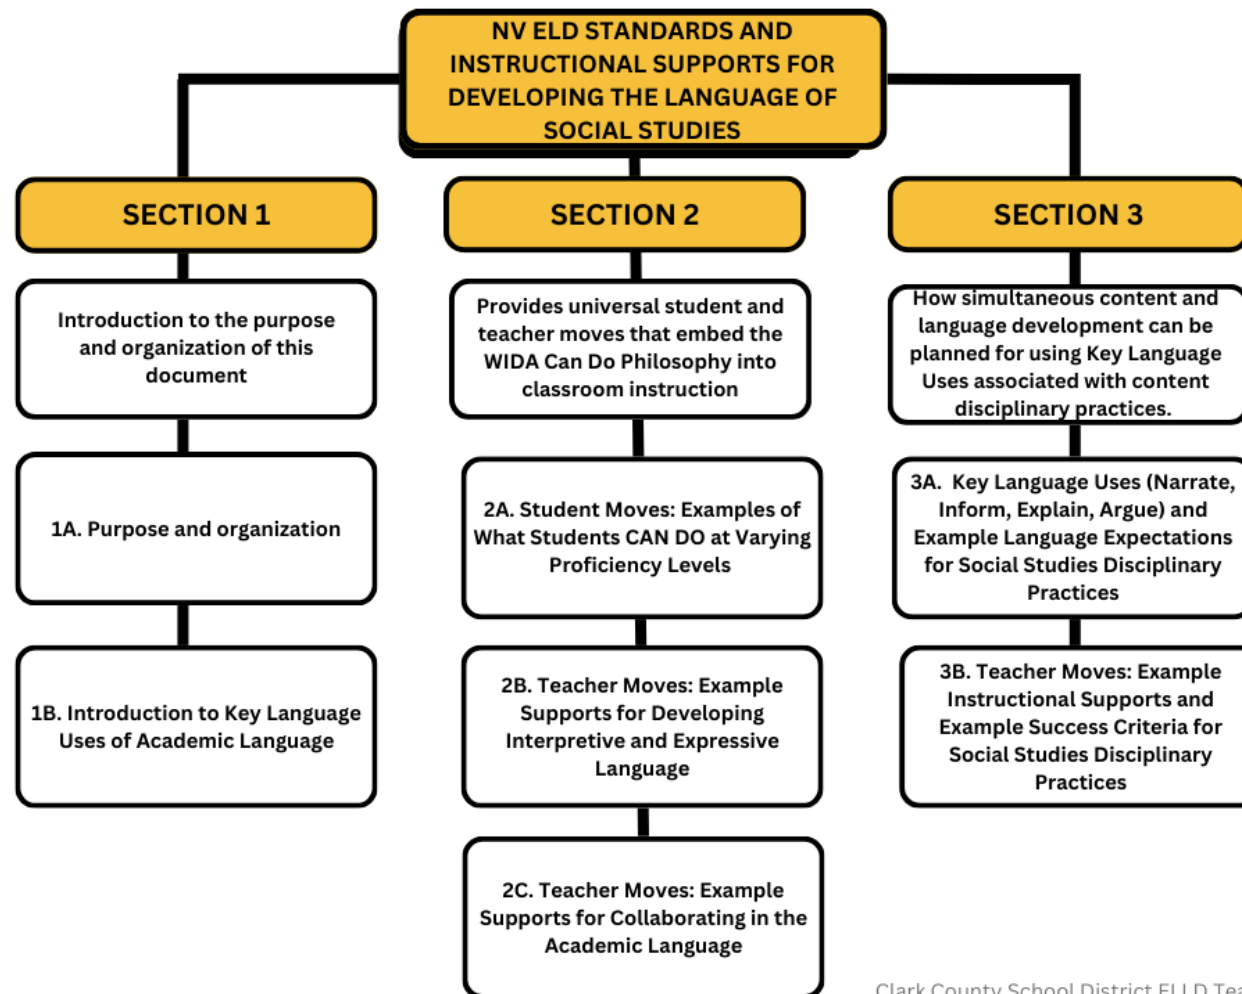 NV ELD STANDARDS AND
INSTRUCTIONAL SUPPORTS FOR
DEVELOPING THE LANGUAGE OF
SOCIAL STUDIES
SECTION 1
Introduction to the purpose
and organization of this
document
1A. Purpose and organization
1B. Introduction to Key Language
Uses of Academic Language
SECTION 2
Provides universal student and
teacher moves that embed the
WIDA Can Do Philosophy into
classroom instruction
2A. Student Moves: Examples of
What Students CAN DO at Varying
Proficiency Levels
2B. Teacher Moves: Example
Supports for Developing
Interpretive and Expressive
Language
2C. Teacher Moves: Example
Supports for Collaborating in the
Academic Language
SECTION 3
How simultaneous content and
language development can be
planned for using Key Language
Uses associated with content
disciplinary practices.
3A. Key Language Uses (Narrate,
Inform, Explain, Argue) and
Example Language Expectations
for Social Studies Disciplinary
Practices
3B. Teacher Moves: Example
Instructional Supports and
Example Success Criteria for
Social Studies Disciplinary
Practices
Clark County School District ELLD